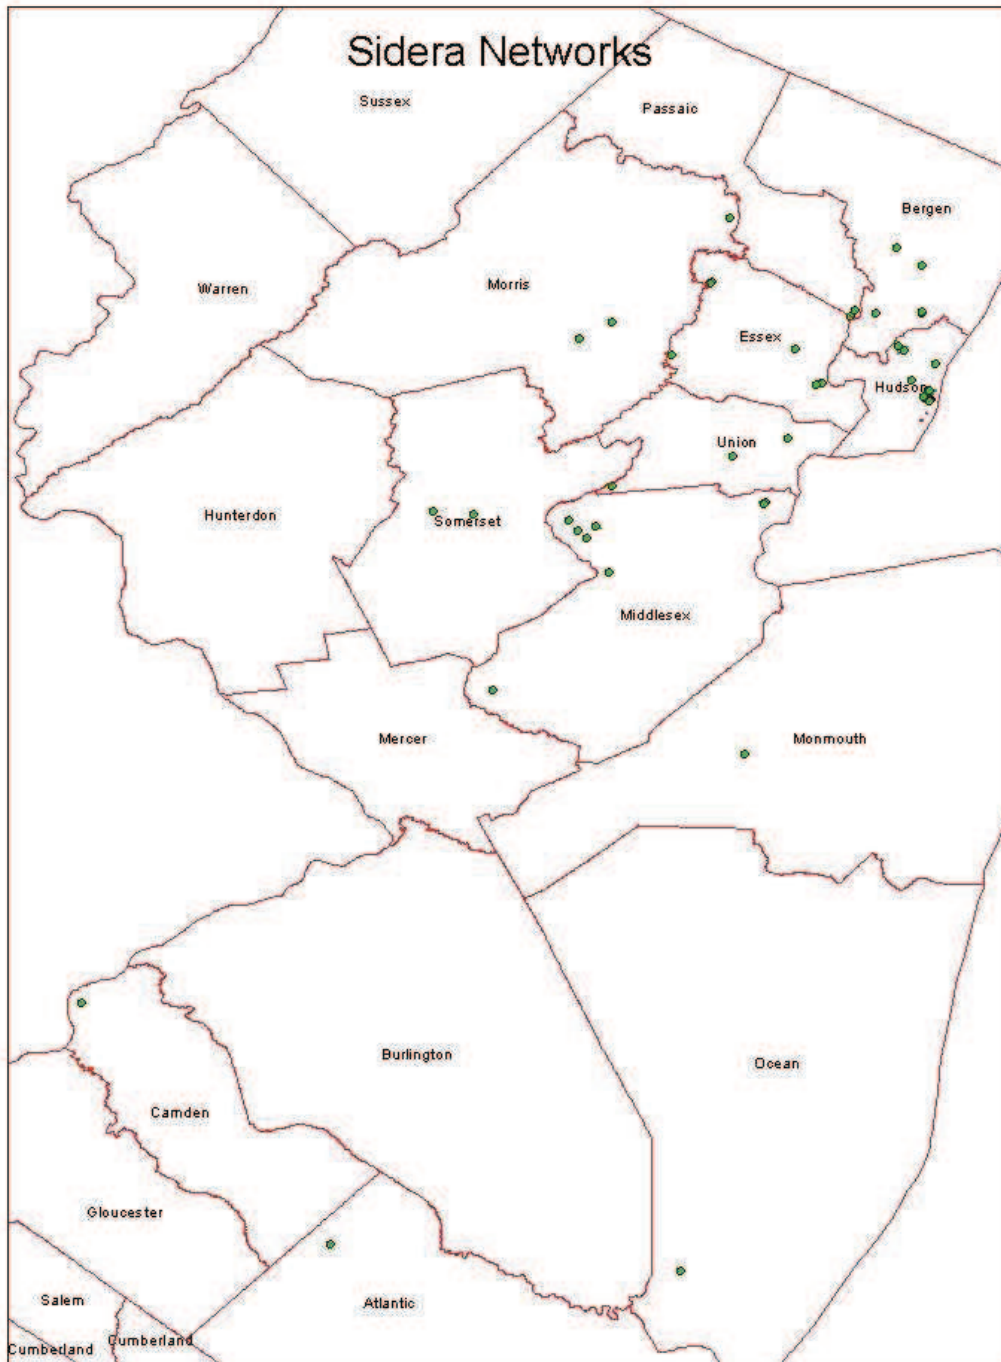 Sidera Networks
Sussex
Passaic
Bergen
Warren
Morris
Essex
Hudson
Union
Hunterdon
Somerset
Middlesex
Mercer
Monmouth
Burlington
Ocean
Camden
Gloucester
Salem
Atlantic
Cumberland
Cumberland